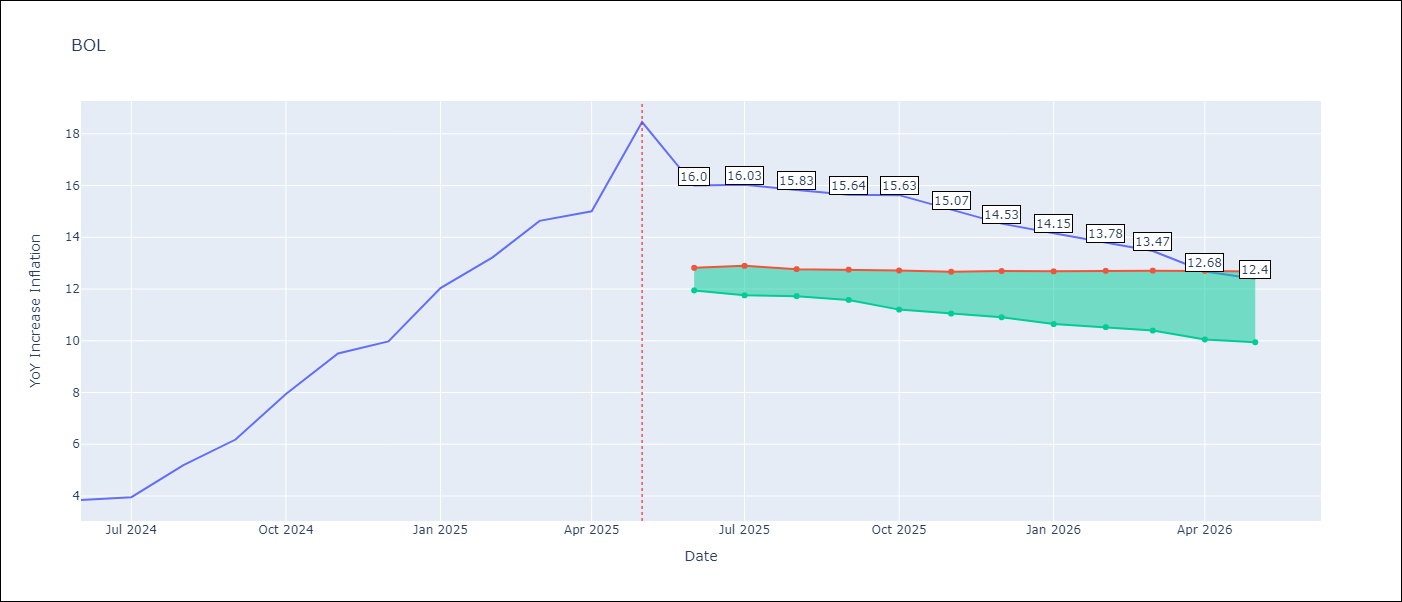 BOL
YoY Increase Inflation
18
16
14
12
10
8
6
4
16.0
16.03
15.83
15.64
15.63
15.07
14.53
14.15
13.78
13.47
12.68
12.4
Jul 2024
Oct 2024
Jan 2025
Apr 2025
Jul 2025
Oct 2025
Jan 2026
Apr 2026
Date